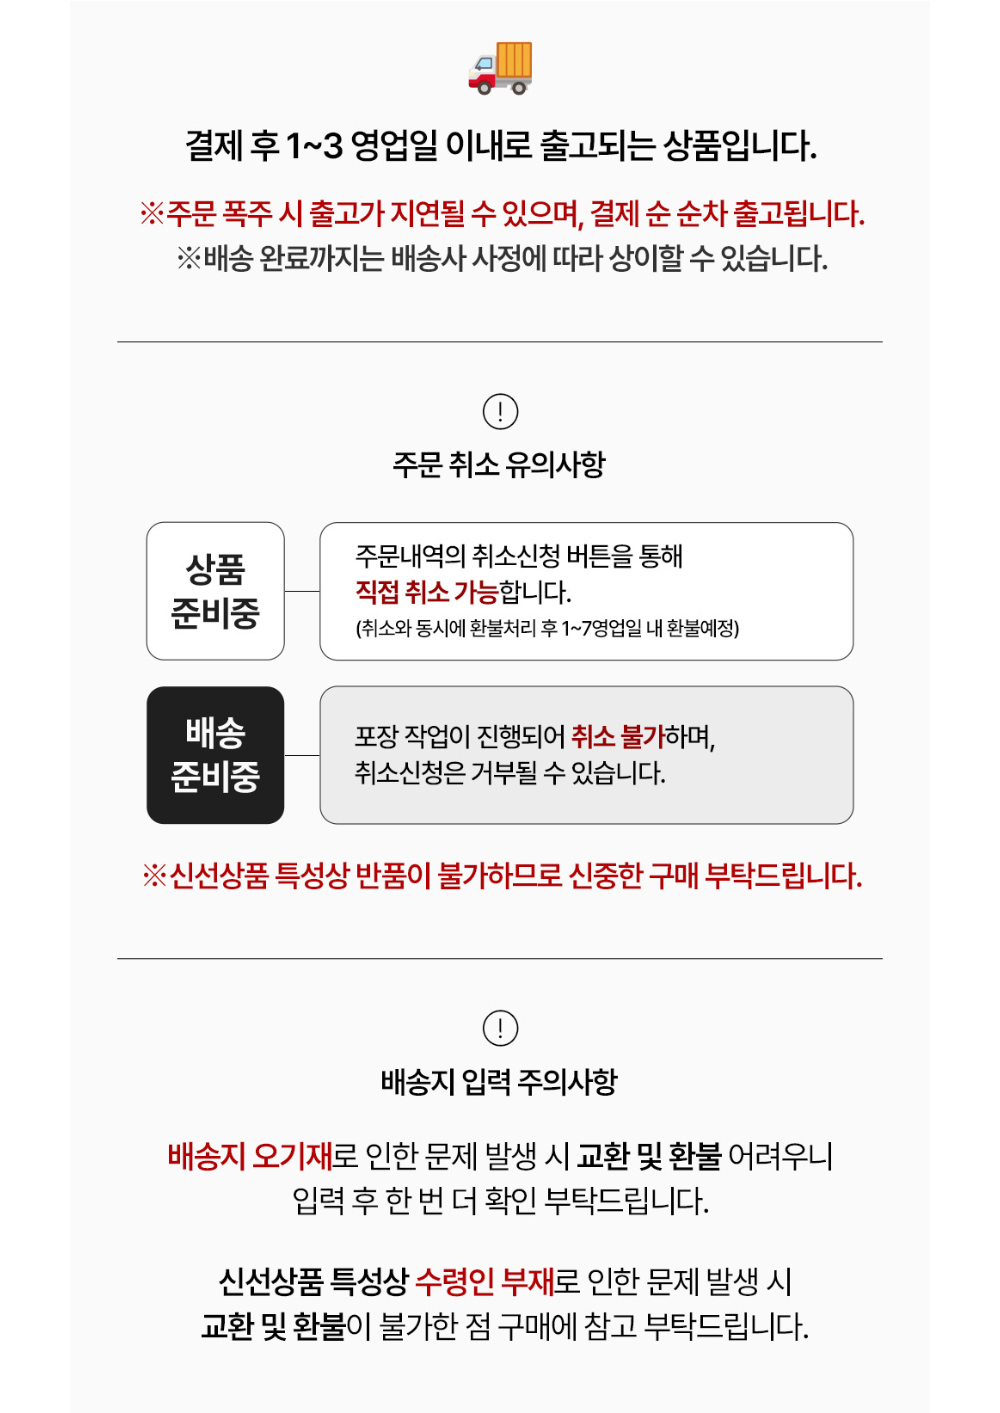 결제 후 1~3 영업일 이내로 출고되는 상품입니다.
※주문 폭주 시 출고가 지연될 수 있으며, 결제 순 순차 출고됩니다.
※배송 완료까지는 배송사 사정에 따라 상이할 수 있습니다.
주문 취소 유의사항
상품
준비중
주문내역의 취소신청 버튼을 통해
직접 취소 가능합니다.
(취소와 동시에 환불처리 후 1~7영업일 내 환불예정)
배송
준비중
포장 작업이 진행되어 취소 불가하며,
취소신청은 거부될 수 있습니다.
※신선상품 특성상 반품이 불가하므로 신중한 구매 부탁드립니다.
배송지 입력 주의사항
배송지 오기재로 인한 문제 발생 시 교환 및 환불 어려우니
입력 후 한 번 더 확인 부탁드립니다.
신선상품 특성상 수령인 부재로 인한 문제 발생 시
교환 및 환불이 불가한 점 구매에 참고 부탁드립니다.